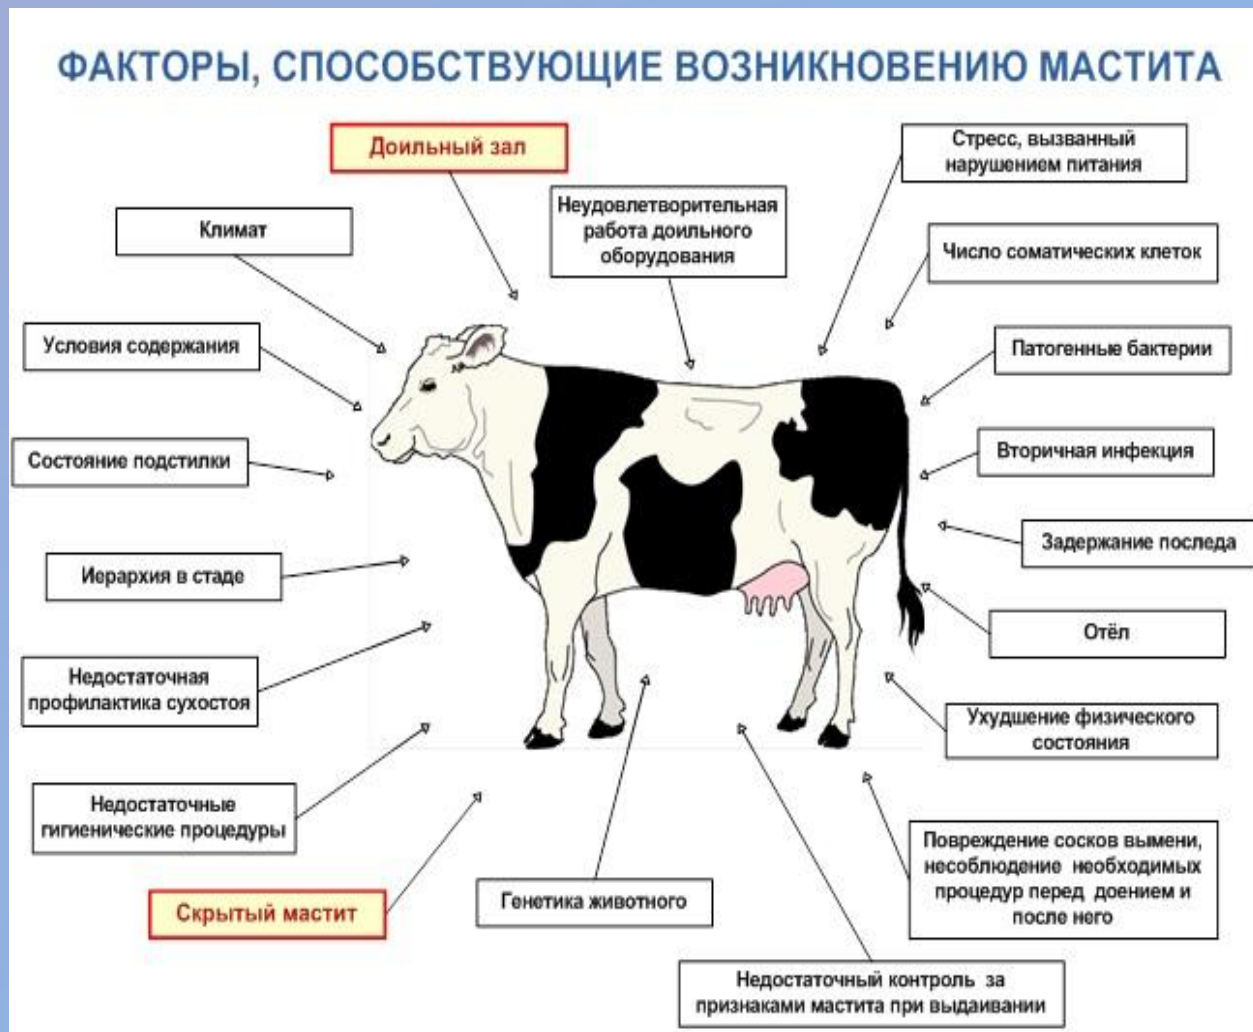 ФАКТОРЫ, СПОСОБСТВУЮЩИЕ ВОЗНИКНОВЕНИЮ МАСТИТА
Доильный зал
Стресс, вызванный
нарушением питания
Неудовлетворительная
работа доильного
оборудования
Климат
Число соматических клеток
Условия содержания
Патогенные бактерии
Состояние подстилки
Вторичная инфекция
Задержание последа
Иерархия в стаде
Отёл
Недостаточная
профилактика сухостоя
Ухудшение физического
состояния
Недостаточные
гигиенические процедуры
Повреждение сосков вымени,
несоблюдение необходимых
процедур перед доением и
после него
Скрытый мастит
Генетика животного
Недостаточный контроль за
признаками мастита при выдаивании